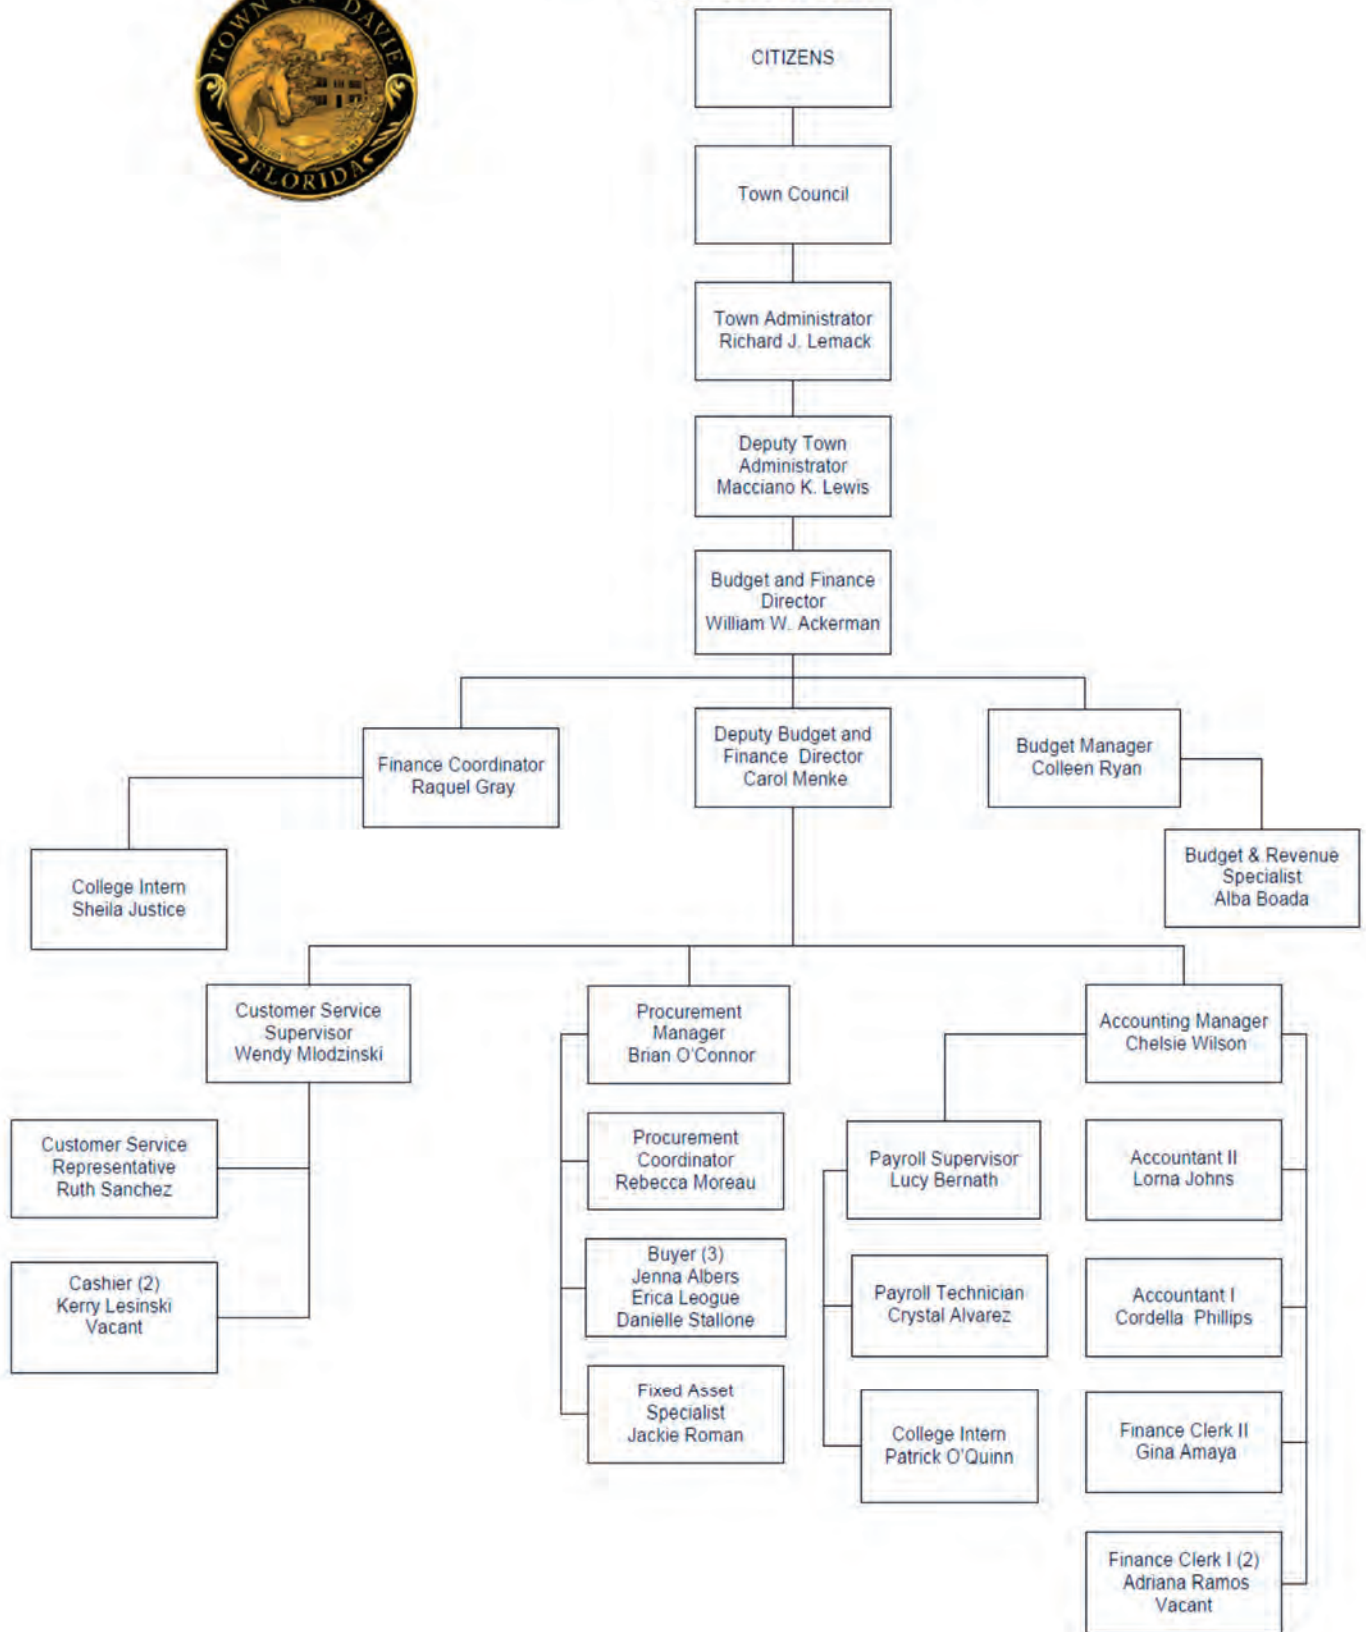 TOWN OF DAVIE
FLORIDA
CITIZENS
Town Council
Town Administrator
Richard J. Lemack
Deputy Town
Administrator
Macciano K. Lewis
Budget and Finance
Director
William W. Ackerman
Finance Coordinator
Raquel Gray
Deputy Budget and
Finance Director
Carol Menke
Budget Manager
Colleen Ryan
College Intern
Sheila Justice
Budget & Revenue
Specialist
Alba Boada
Customer Service
Supervisor
Wendy Mlodzinski
Procurement
Manager
Brian O'Connor
Accounting Manager
Chelsie Wilson
Customer Service
Representative
Ruth Sanchez
Procurement
Coordinator
Rebecca Moreau
Payroll Supervisor
Lucy Bernath
Accountant II
Lorna Johns
Cashier (2)
Kerry Lesinski
Vacant
Buyer (3)
Jenna Albers
Erica Leogue
Danielle Stallone
Payroll Technician
Crystal Alvarez
Accountant I
Cordella Phillips
Fixed Asset
Specialist
Jackie Roman
College Intern
Patrick O'Quinn
Finance Clerk II
Gina Amaya
Finance Clerk I (2)
Adriana Ramos
Vacant